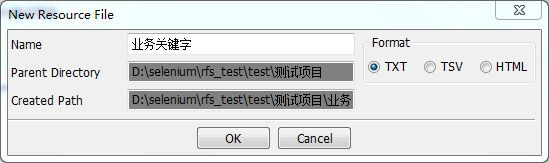 New Resource File
Name 业务关键字
Format
TXT TSV HTML
Parent Directory D:\selenium\rfs_test\test\测试项目
Created Path D:\selenium\rfs_test\test\测试项目\业务
OK Cancel